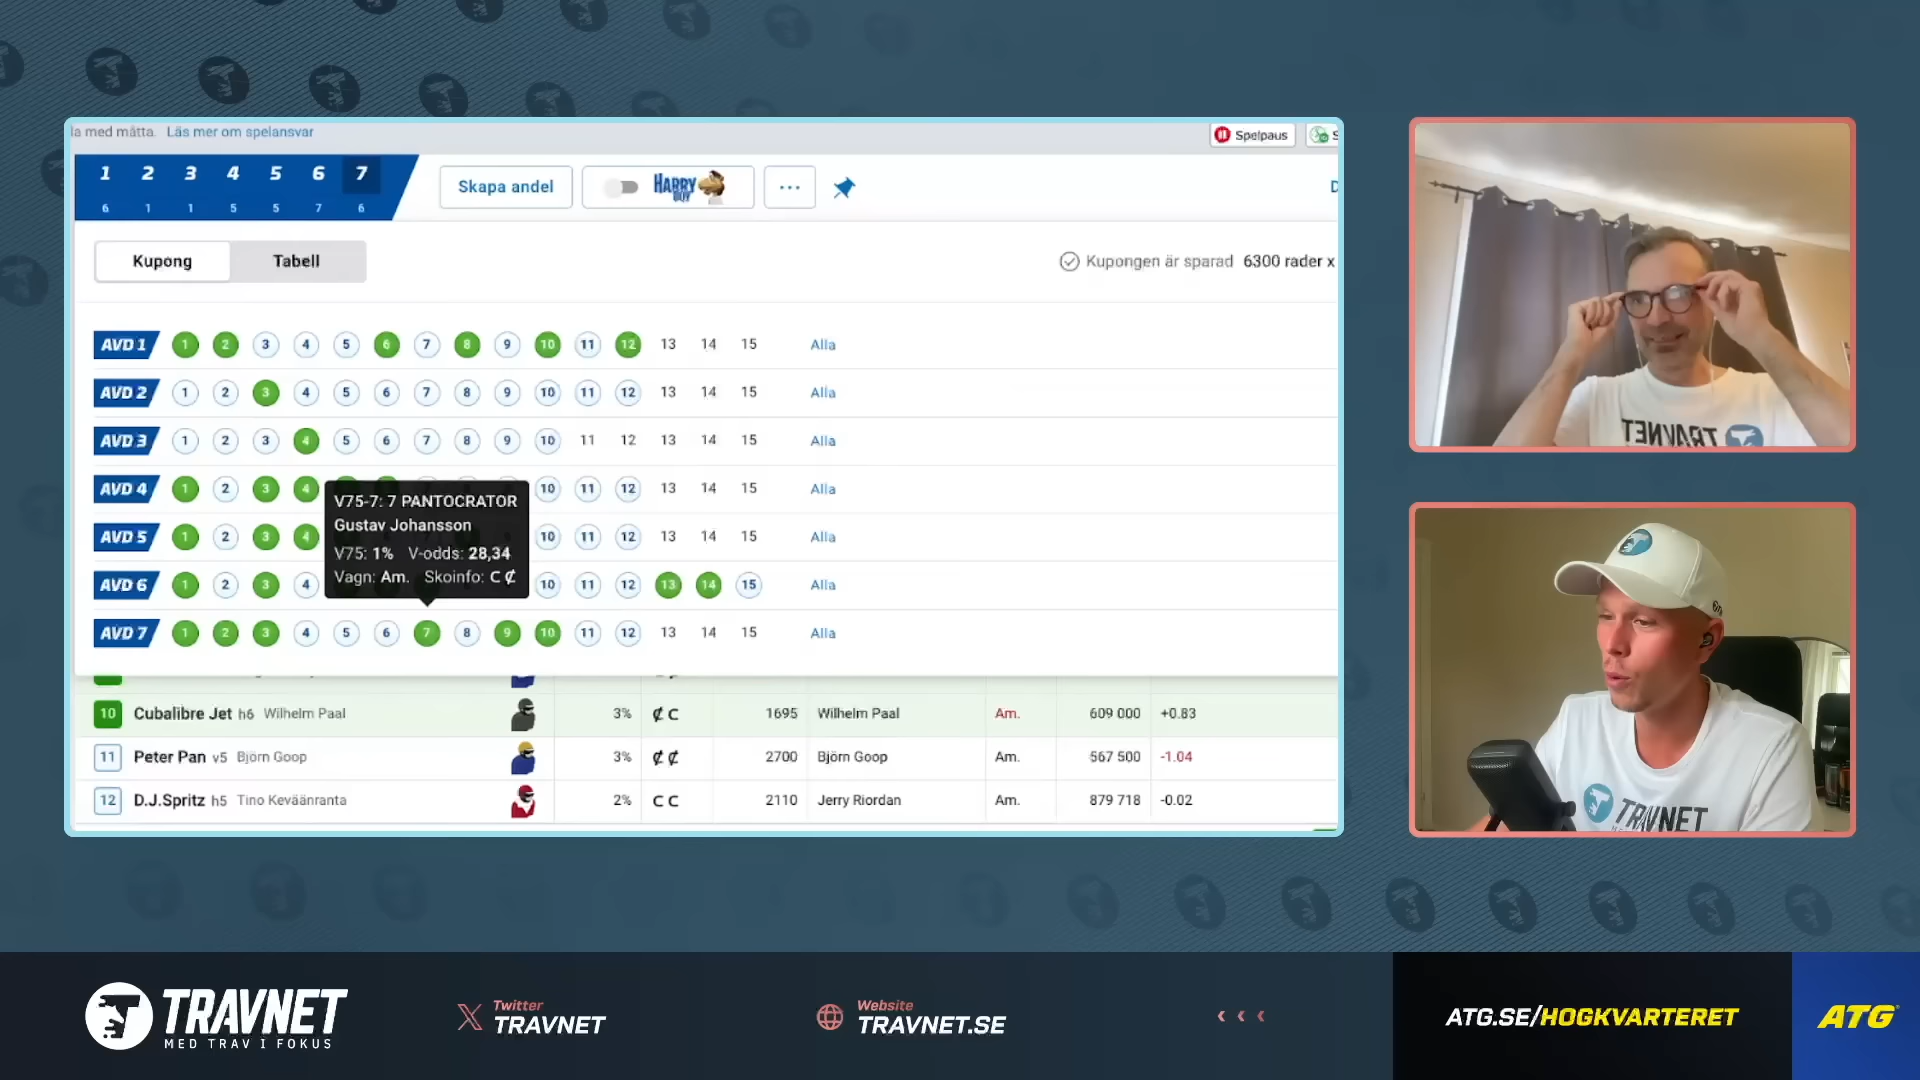 la med måtta. Läs mer om spelansvar
Spelpaus
1 2 3 4 5 6 7
6 1 1 5 5 7 6
Skapa andel
HARRY BOY
...
Kupong Tabell
Kupongen är sparad 6300 rader x
AVD 1 1 2 3 4 5 6 7 8 9 10 11 12 13 14 15 Alla
AVD 2 1 2 3 4 5 6 7 8 9 10 11 12 13 14 15 Alla
AVD 3 1 2 3 4 5 6 7 8 9 10 11 12 13 14 15 Alla
AVD 4 1 2 3 4 10 11 12 13 14 15 Alla
AVD 5 1 2 3 4 10 11 12 13 14 15 Alla
AVD 6 1 2 3 4 10 11 12 13 14 15 Alla
AVD 7 1 2 3 4 5 6 7 8 9 10 11 12 13 14 15 Alla
V75-7: 7 PANTOCRATOR
Gustav Johansson
V75: 1% V-odds: 28,34
Vagn: Am. Skoinfo: C ₵
10 Cubalibre Jet h6 Wilhelm Paal 3% ₵ C 1695 Wilhelm Paal Am. 609 000 +0.83
11 Peter Pan v5 Björn Goop 3% ₵ ₵ 2700 Björn Goop Am. 567 500 -1.04
12 D.J.Spritz h5 Tino Keväänranta 2% C C 2110 Jerry Riordan Am. 879 718 -0.02
TRAVNET
TRAVNET
TRAVNET
MED TRAV I FOKUS
Twitter
TRAVNET
Website
TRAVNET.SE
ATG.SE/HOGKVARTERET
ATG